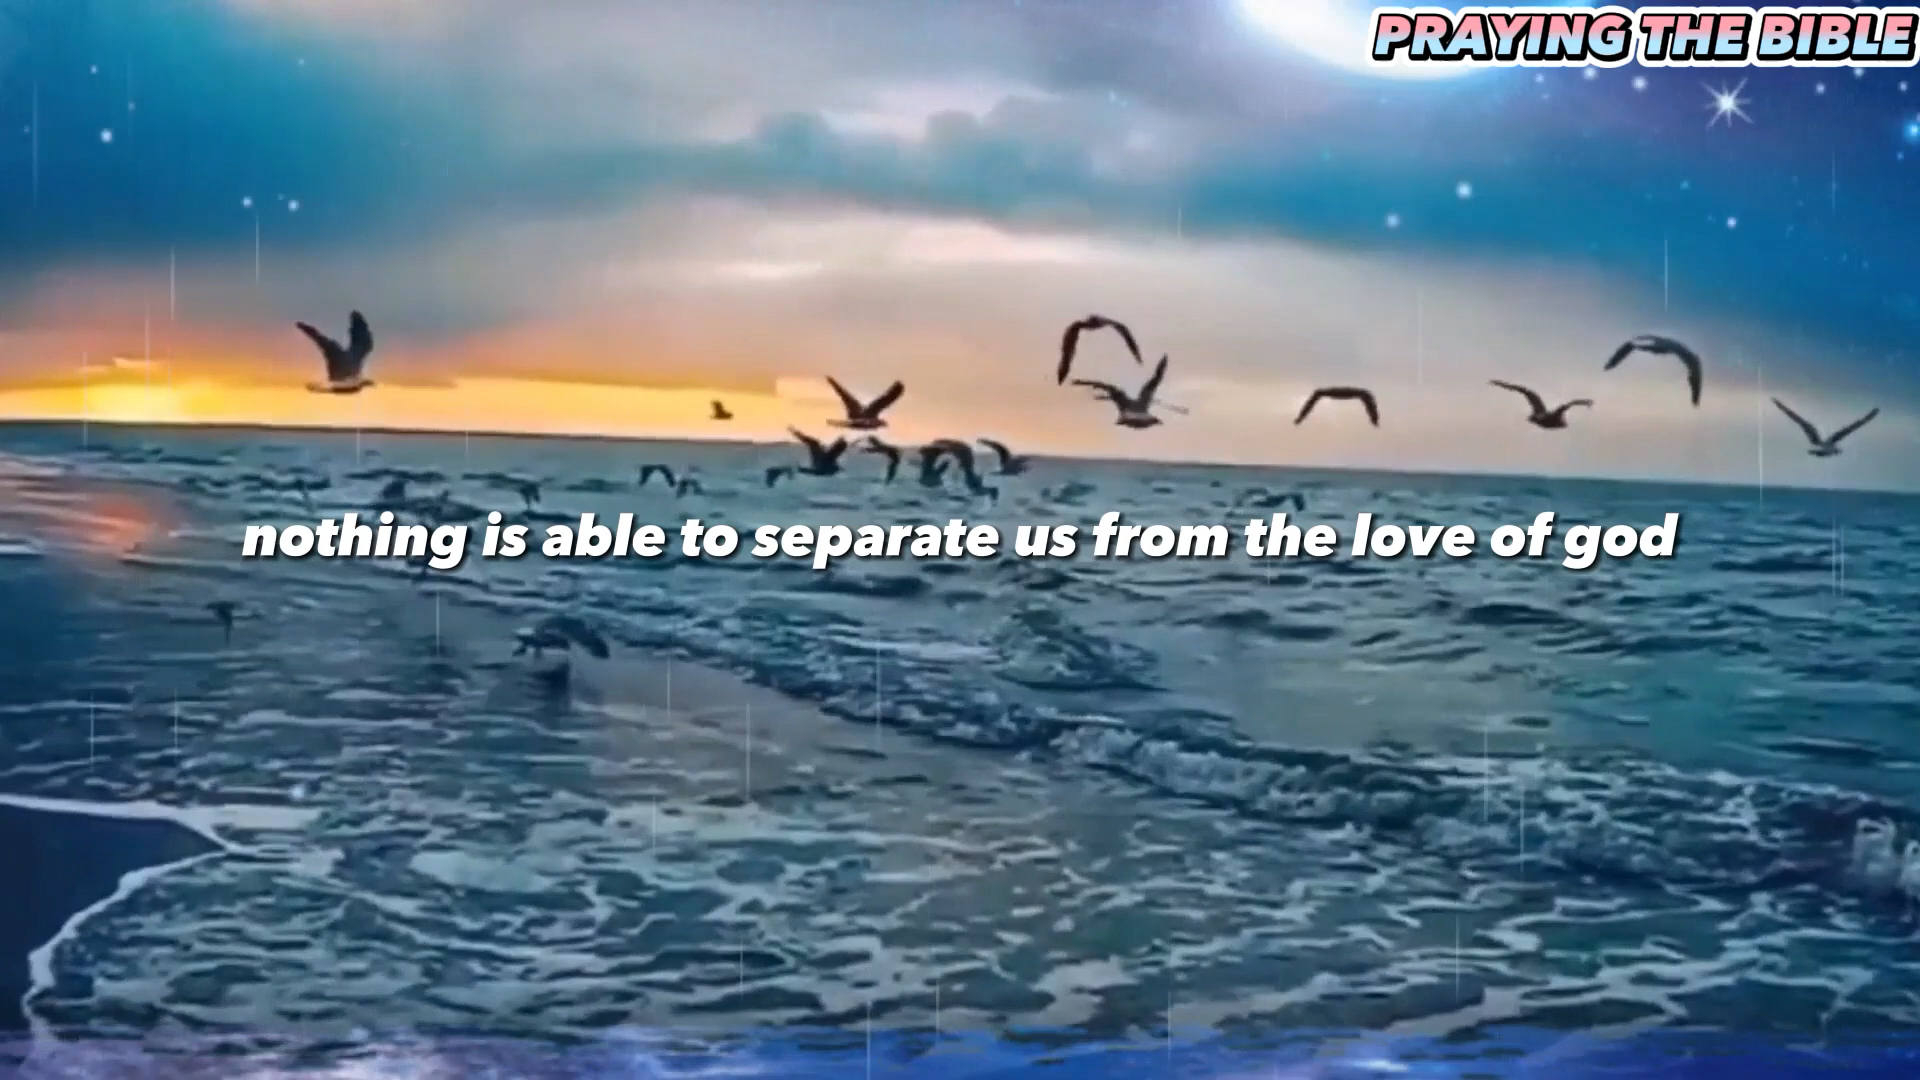 PRAYING THE BIBLE
nothing is able to separate us from the love of god